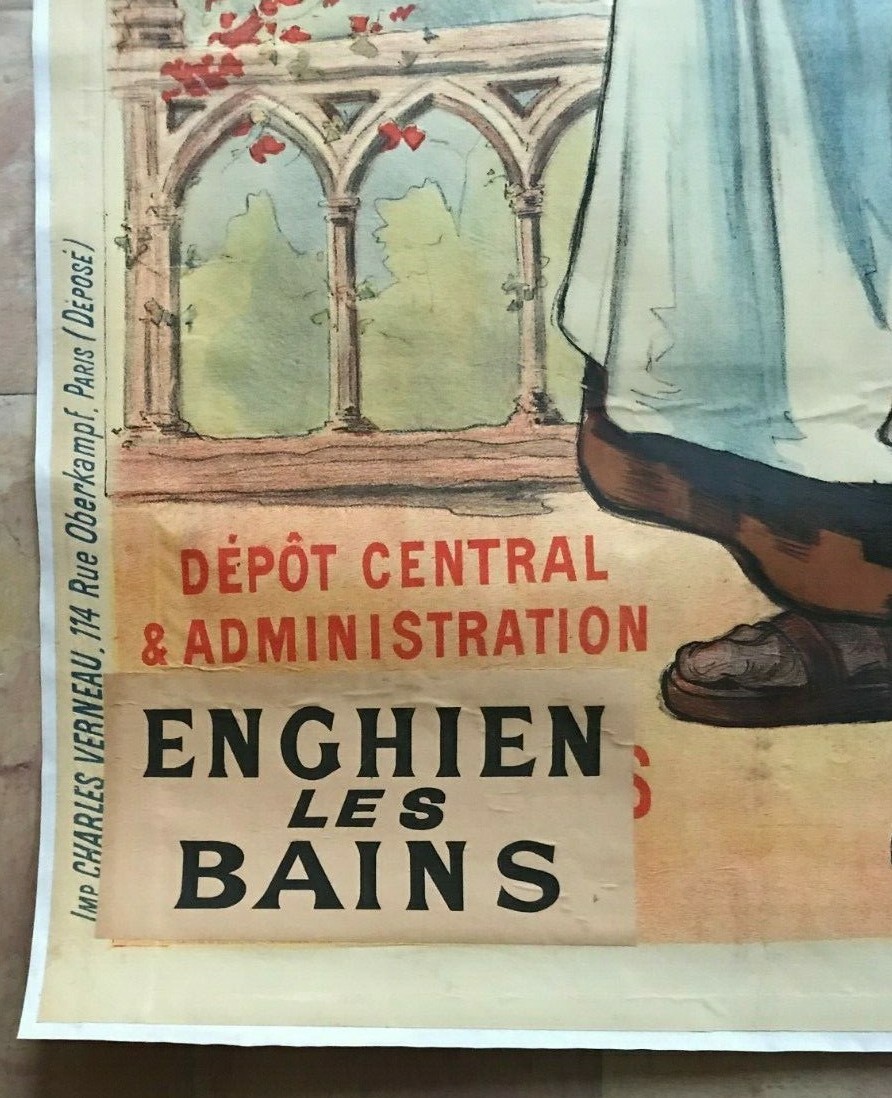 DÉPÔT CENTRAL
& ADMINISTRATION
ENGHIEN
LES
BAINS
S
IMP. CHARLES VERNEAU, 114 Rue Oberkampf, PARIS (DÉPOSÉ)